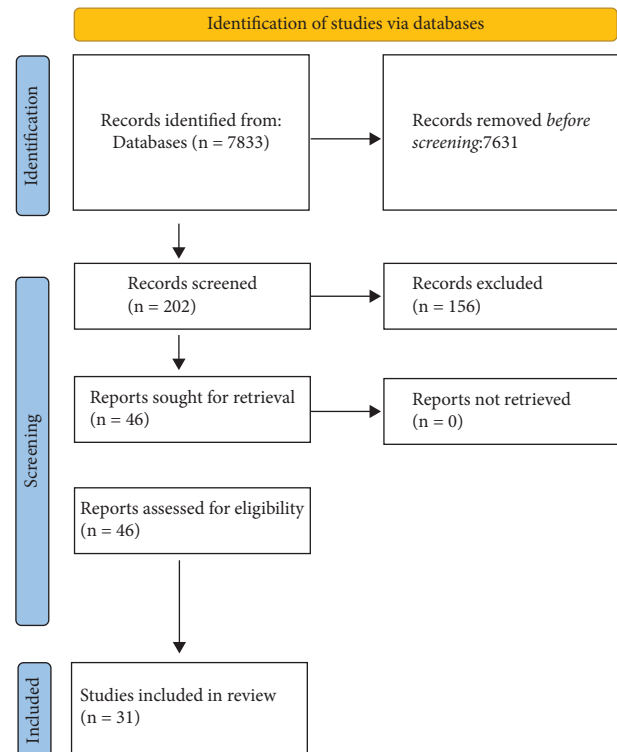 Identification of studies via databases
Identification
Records identified from:
Databases (n = 7833)
Records removed before
screening:7631
Screening
Records screened
(n = 202)
Records excluded
(n = 156)
Reports sought for retrieval
(n = 46)
Reports not retrieved
(n = 0)
Reports assessed for eligibility
(n = 46)
Included
Studies included in review
(n = 31)